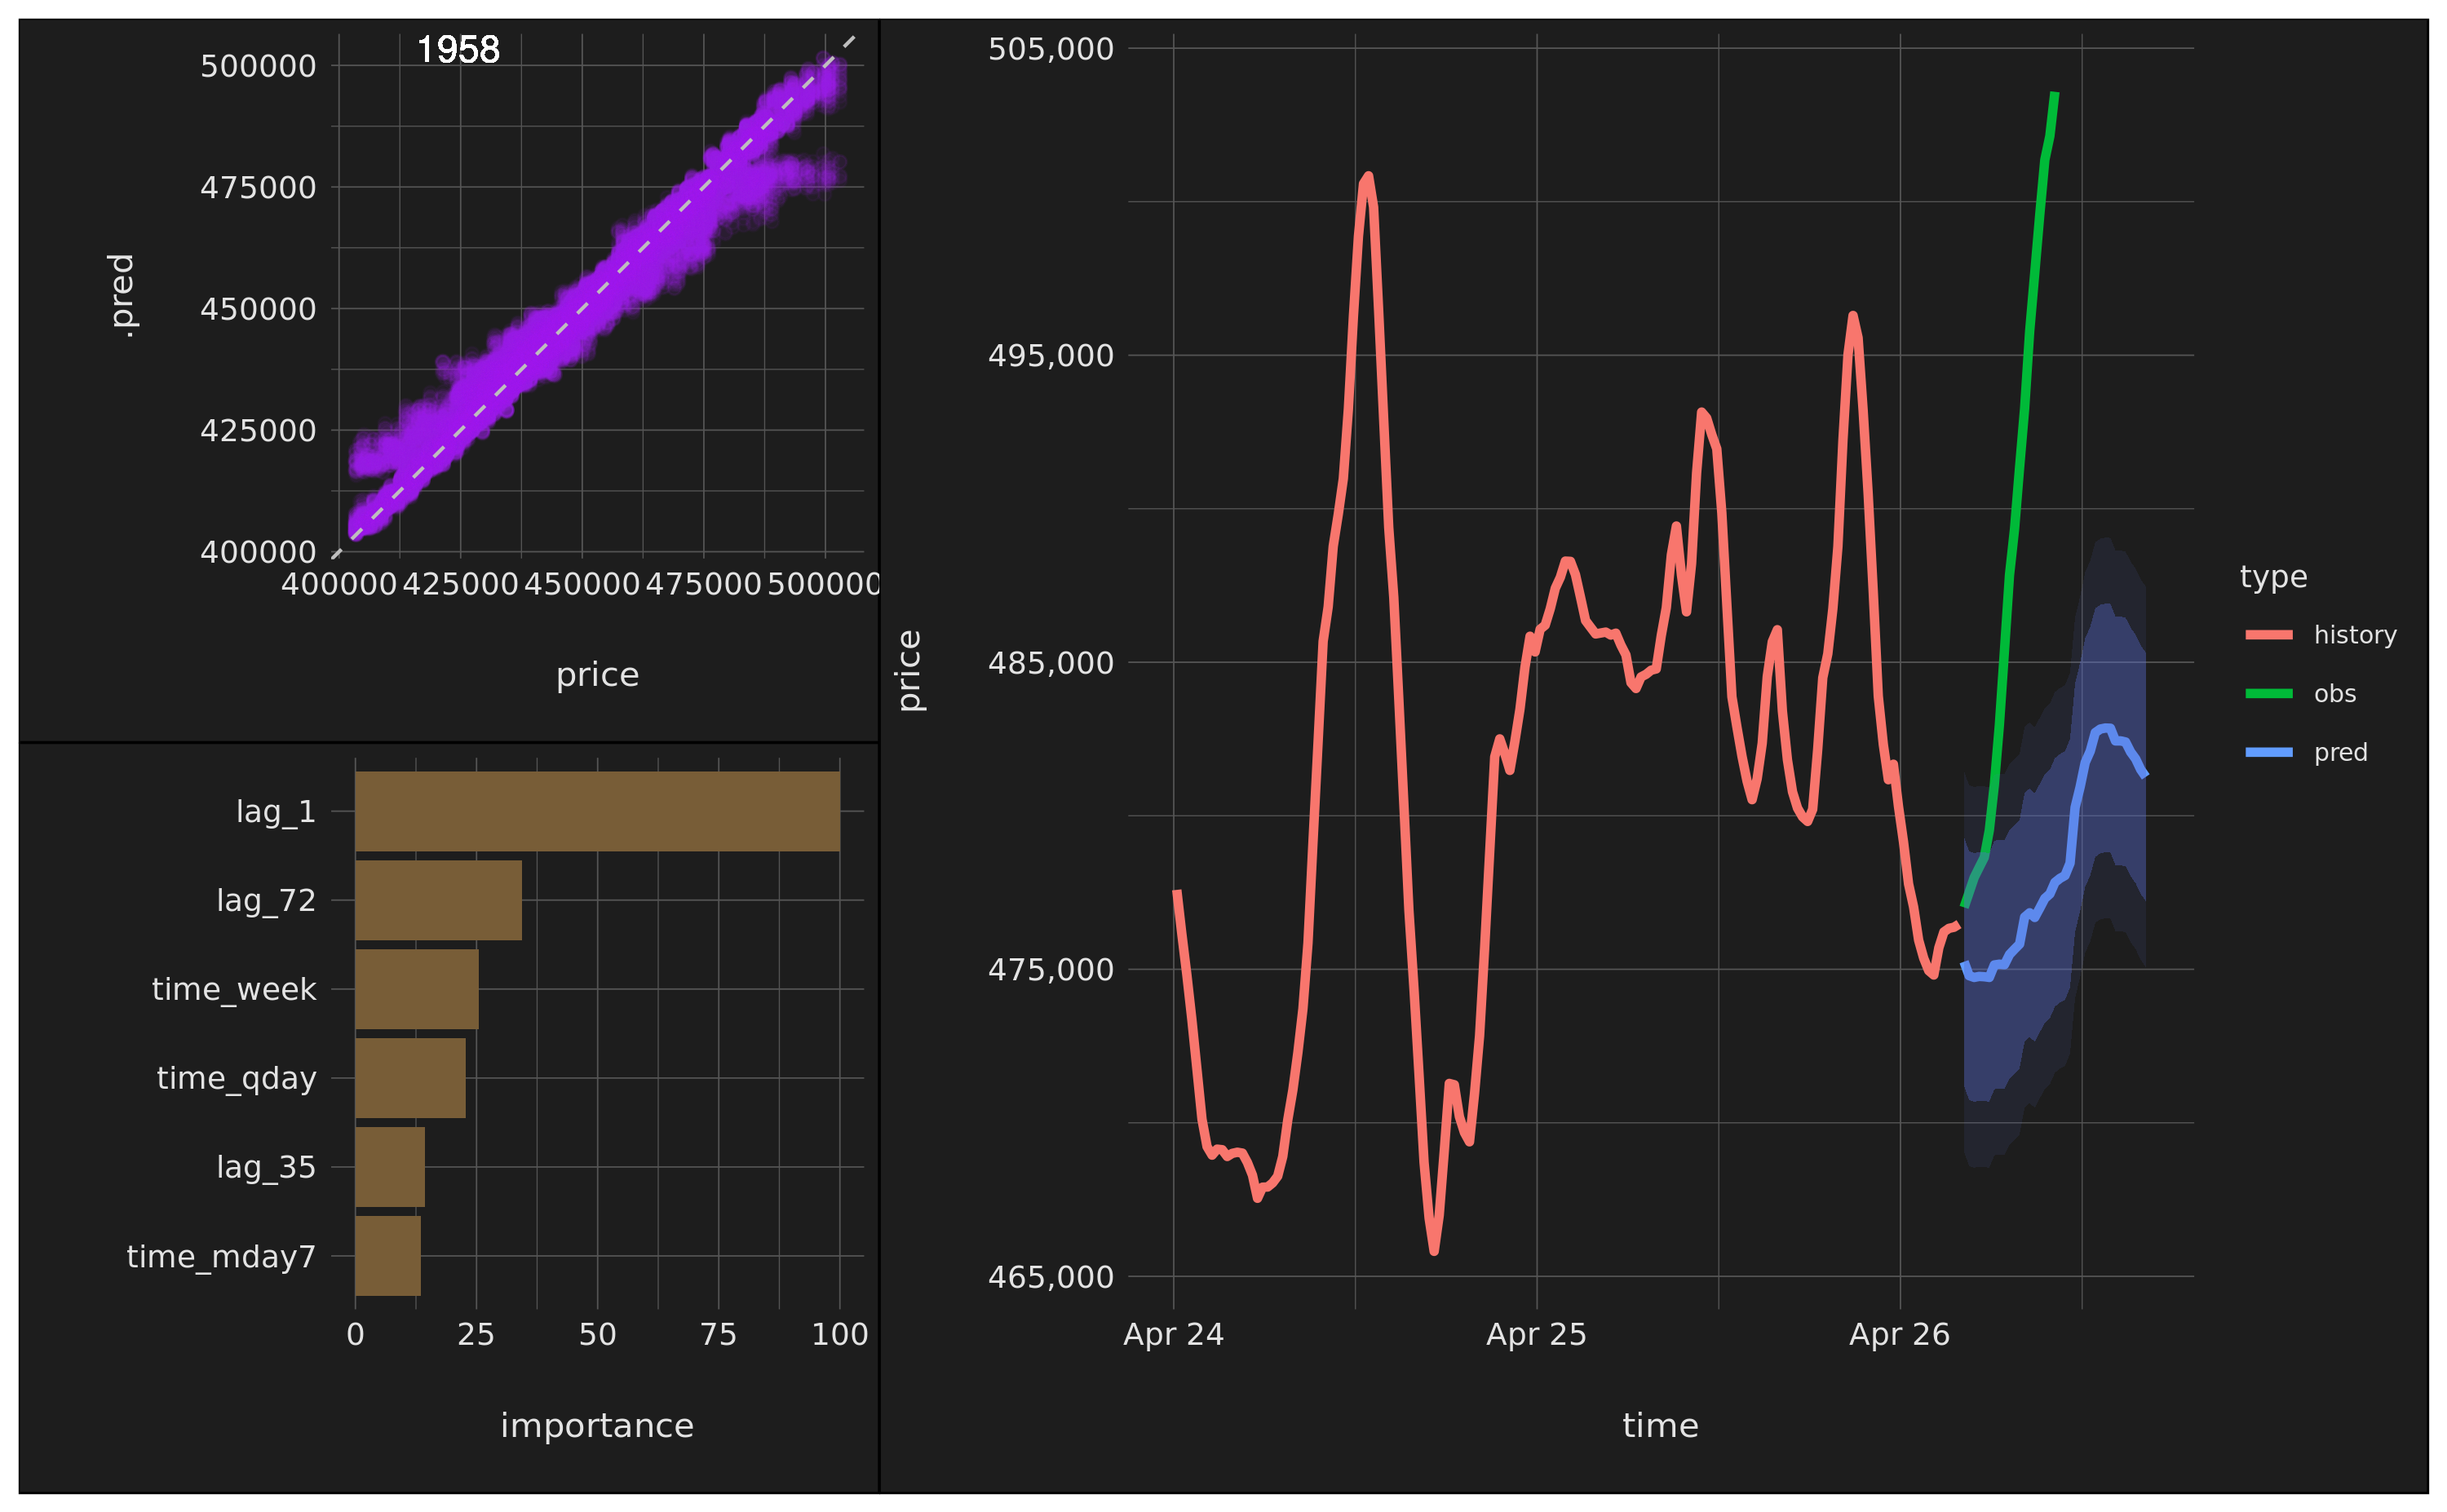 1958
500000
475000
450000
425000
400000
.pred
400000 425000 450000 475000 500000
price
lag_1
lag_72
time_week
time_qday
lag_35
time_mday7
0 25 50 75 100
importance
505,000
495,000
485,000
475,000
465,000
price
Apr 24 Apr 25 Apr 26
time
type
history
obs
pred